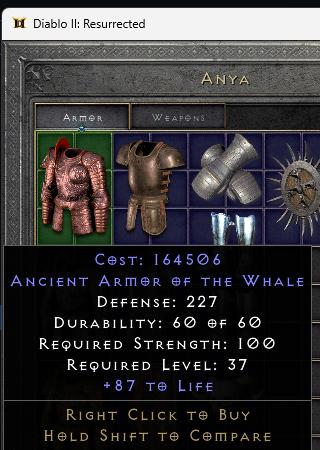 Diablo II: Resurrected
Anya
Armor Weapons
Cost: 164506
Ancient Armor of the Whale
Defense: 227
Durability: 60 of 60
Required Strength: 100
Required Level: 37
+87 to Life
Right Click to Buy
Hold Shift to Compare